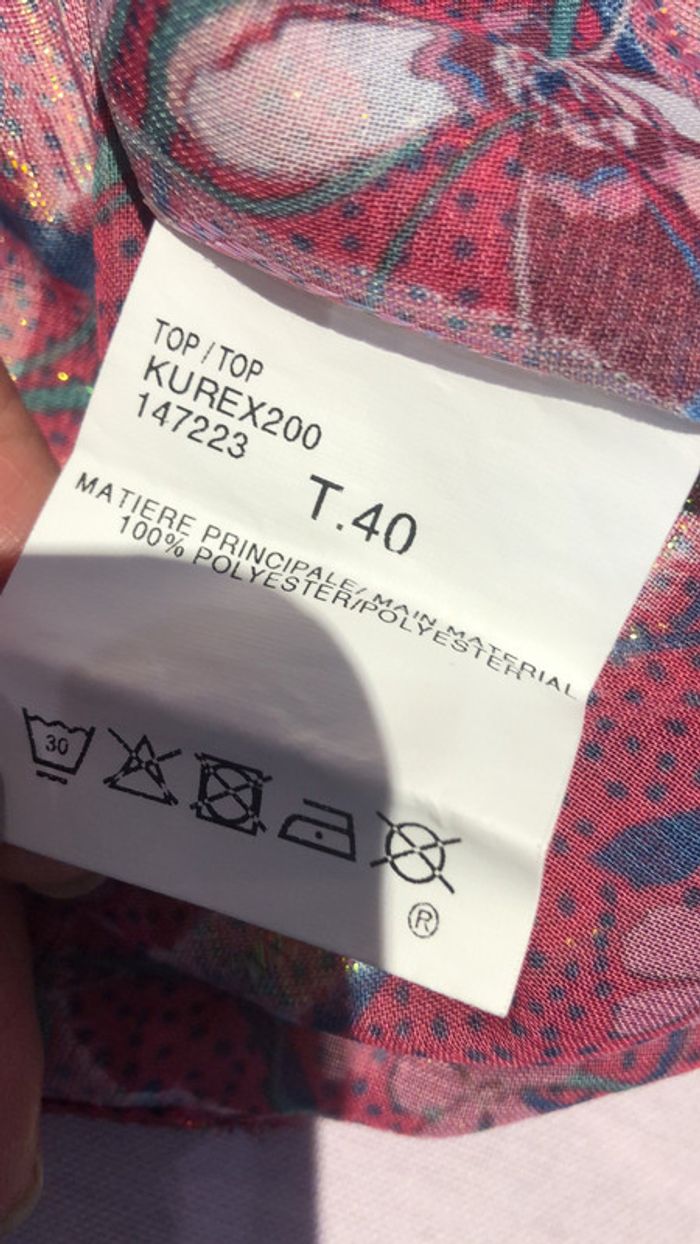 TOP/TOP
KUREX200
147223
T.40
MATIERE PRINCIPALE/ MAIN MATERIAL
100% POLYESTER/POLYESTER
30
®